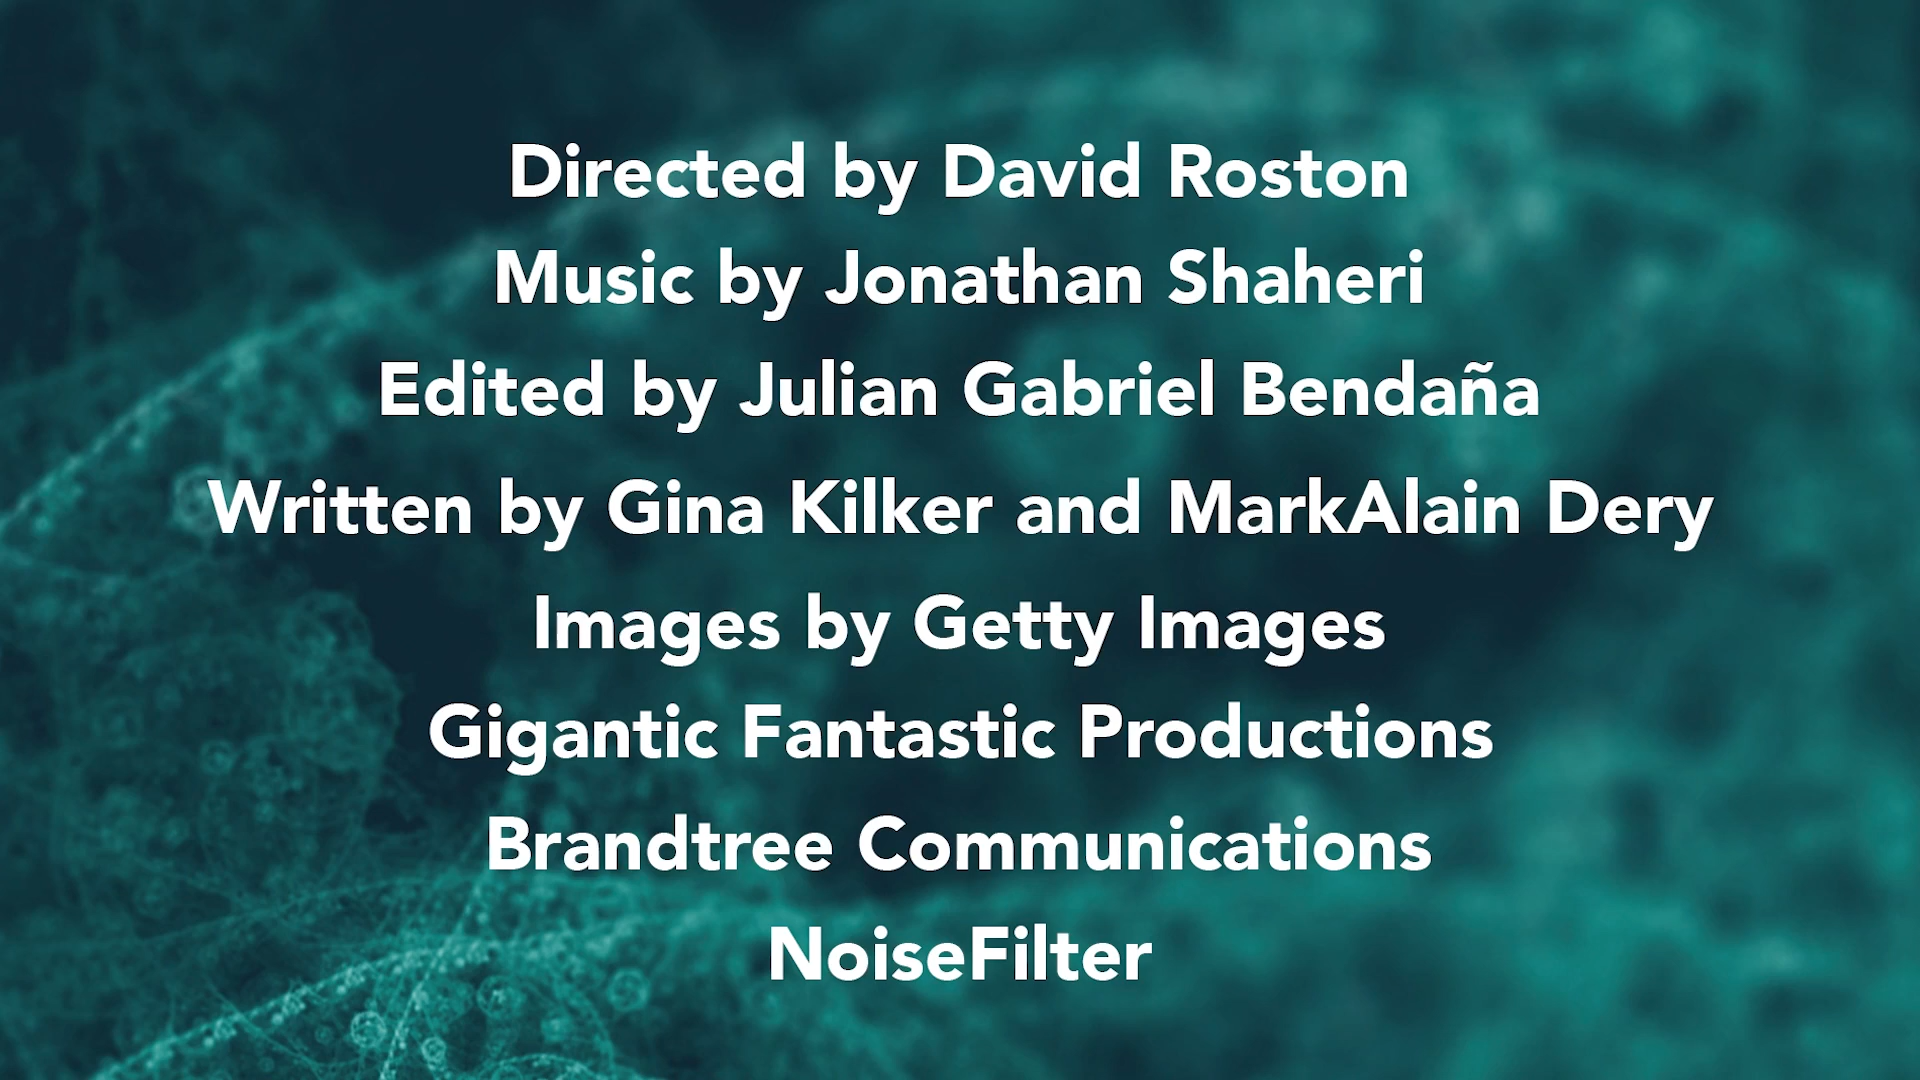 Directed by David Roston
Music by Jonathan Shaheri
Edited by Julian Gabriel Bendaña
Written by Gina Kilker and MarkAlain Dery
Images by Getty Images
Gigantic Fantastic Productions
Brandtree Communications
NoiseFilter